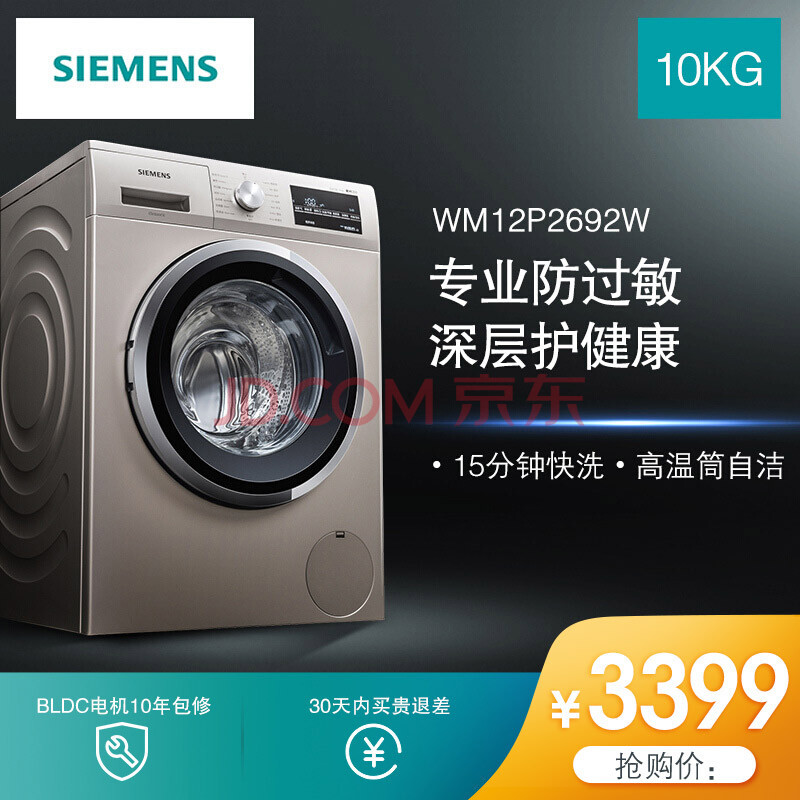 SIEMENS
10KG
SIEMENS
WM12P2692W
专业防过敏
深层护健康
JD.COM 京东
·15分钟快洗·高温筒自洁
BLDC电机10年包修
30天内买贵退差
¥3399
抢购价：